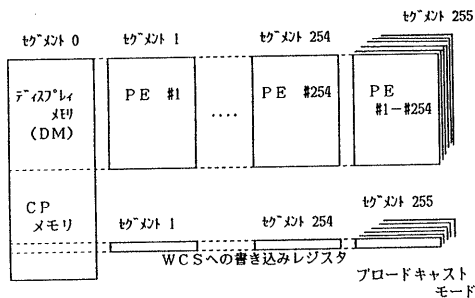 セグメント 255
セグメント 0
セグメント 1
セグメント 254
ディスプレイ
メモリ
(DM)
PE #1
‥‥
PE #254
PE
#1-#254
CP
メモリ
セグメント 1
セグメント 254
セグメント 255
WCSへの書き込みレジスタ
ブロードキャスト
モード